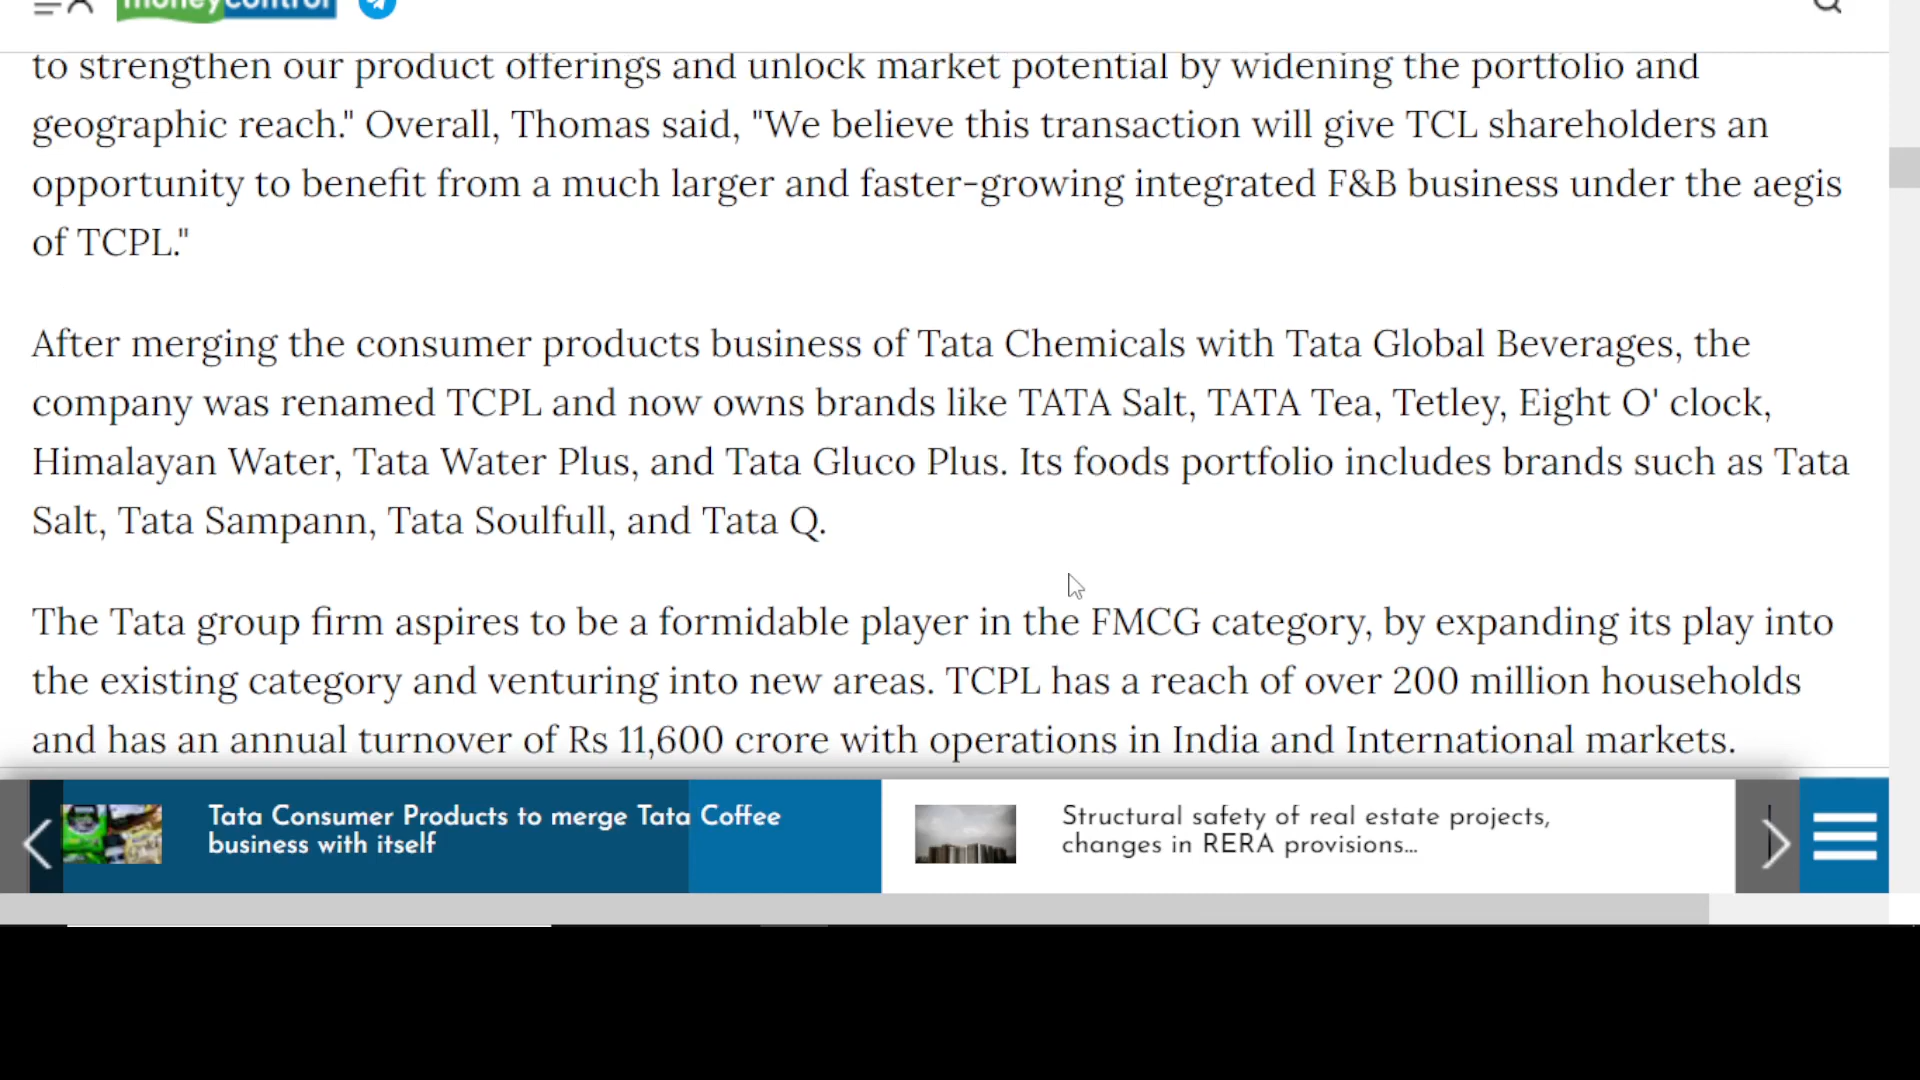 moneycontrol
to strengthen our product offerings and unlock market potential by widening the portfolio and
geographic reach." Overall, Thomas said, "We believe this transaction will give TCL shareholders an
opportunity to benefit from a much larger and faster-growing integrated F&B business under the aegis
of TCPL."
After merging the consumer products business of Tata Chemicals with Tata Global Beverages, the
company was renamed TCPL and now owns brands like TATA Salt, TATA Tea, Tetley, Eight O' clock,
Himalayan Water, Tata Water Plus, and Tata Gluco Plus. Its foods portfolio includes brands such as Tata
Salt, Tata Sampann, Tata Soulfull, and Tata Q.
The Tata group firm aspires to be a formidable player in the FMCG category, by expanding its play into
the existing category and venturing into new areas. TCPL has a reach of over 200 million households
and has an annual turnover of Rs 11,600 crore with operations in India and International markets.
Tata Consumer Products to merge Tata Coffee
business with itself
Structural safety of real estate projects,
changes in RERA provisions...